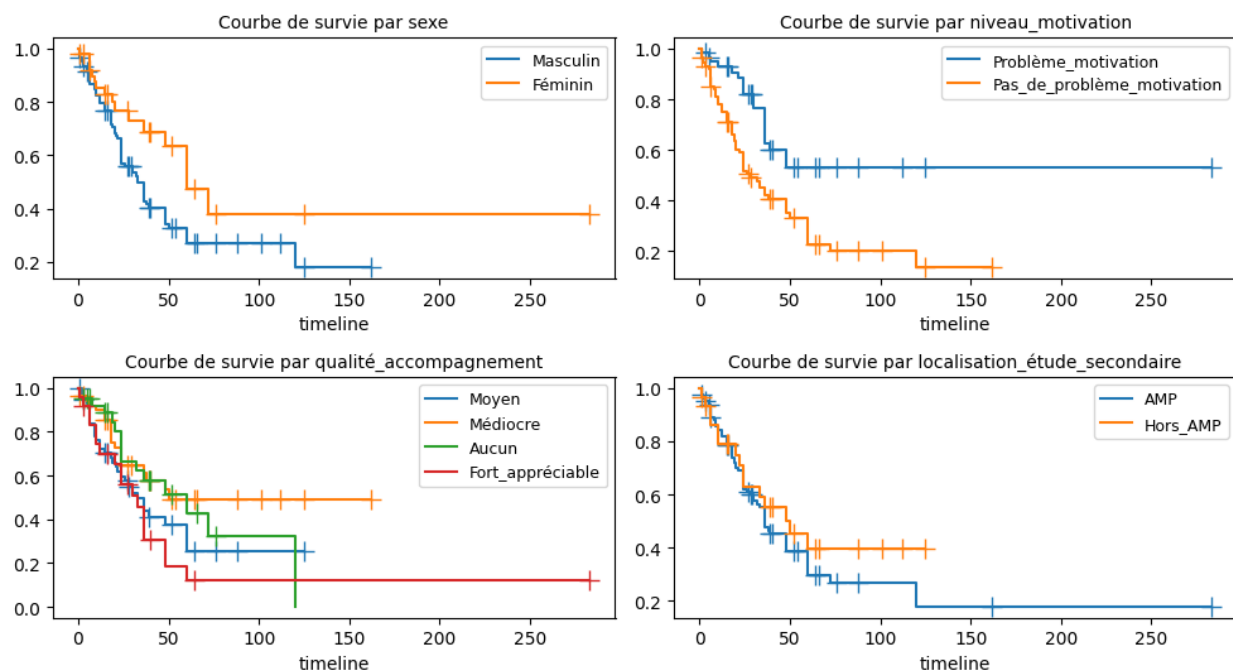 Courbe de survie par sexe
1.0
0.8
0.6
0.4
0.2
Masculin
Féminin
0 50 100 150 200 250
timeline
Courbe de survie par niveau_motivation
1.0
0.8
0.6
0.4
0.2
Problème_motivation
Pas_de_problème_motivation
0 50 100 150 200 250
timeline
Courbe de survie par qualité_accompagnement
1.0
0.8
0.6
0.4
0.2
0.0
Moyen
Médiocre
Aucun
Fort_appréciable
0 50 100 150 200 250
timeline
Courbe de survie par localisation_étude_secondaire
1.0
0.8
0.6
0.4
0.2
AMP
Hors_AMP
0 50 100 150 200 250
timeline